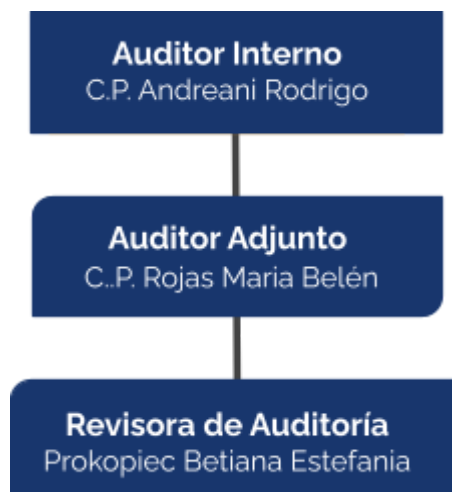 Auditor Interno
C.P. Andreani Rodrigo
Auditor Adjunto
C..P. Rojas Maria Belén
Revisora de Auditoría
Prokopiec Betiana Estefania